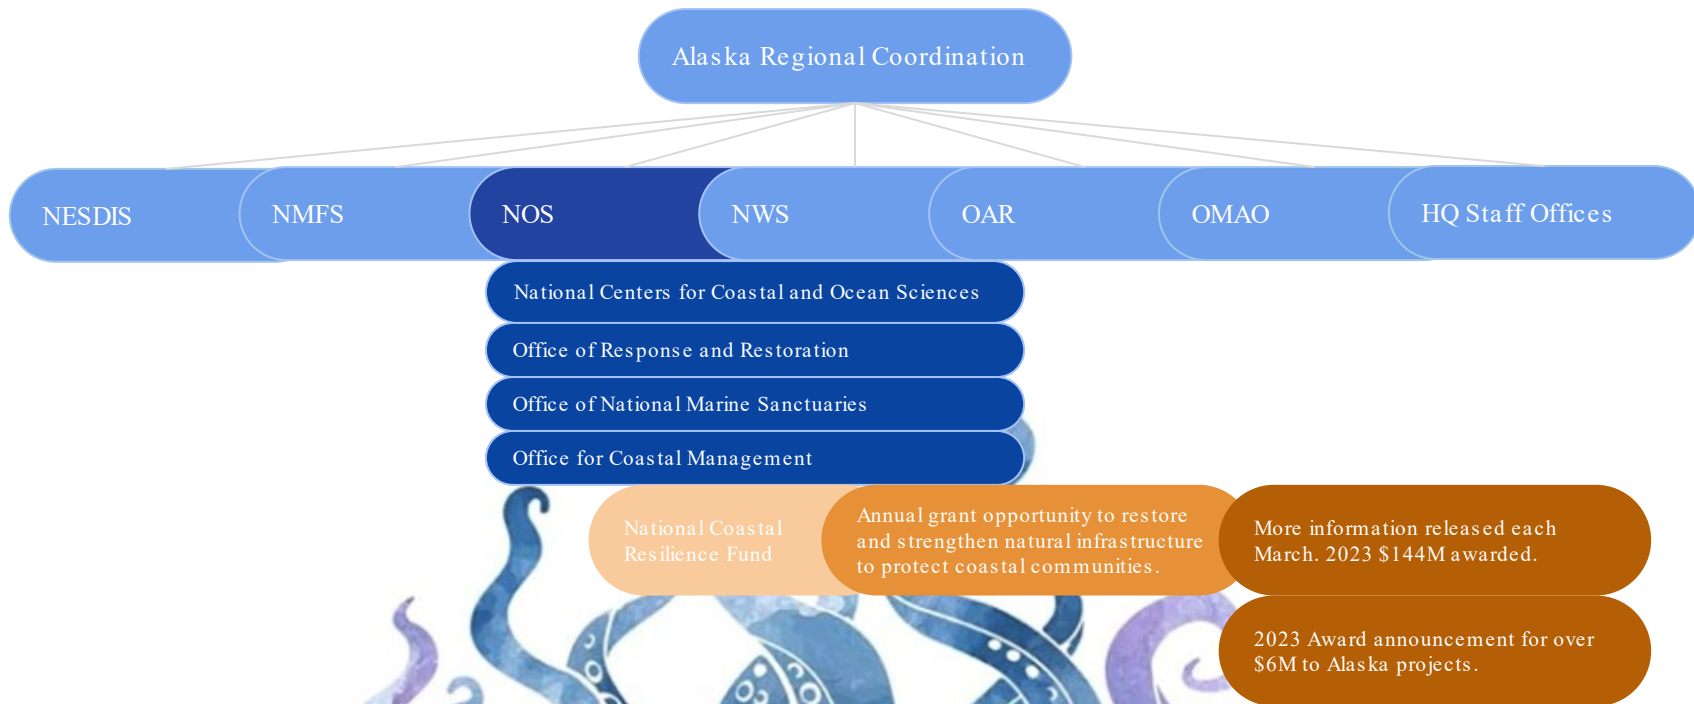 Alaska Regional Coordination
NESDIS
NMFS
NOS
NWS
OAR
OMAO
HQ Staff Offices
National Centers for Coastal and Ocean Sciences
Office of Response and Restoration
Office of National Marine Sanctuaries
Office for Coastal Management
National Coastal
Resilience Fund
Annual grant opportunity to restore
and strengthen natural infrastructure
to protect coastal communities.
More information released each
March. 2023 $144M awarded.
2023 Award announcement for over
$6M to Alaska projects.